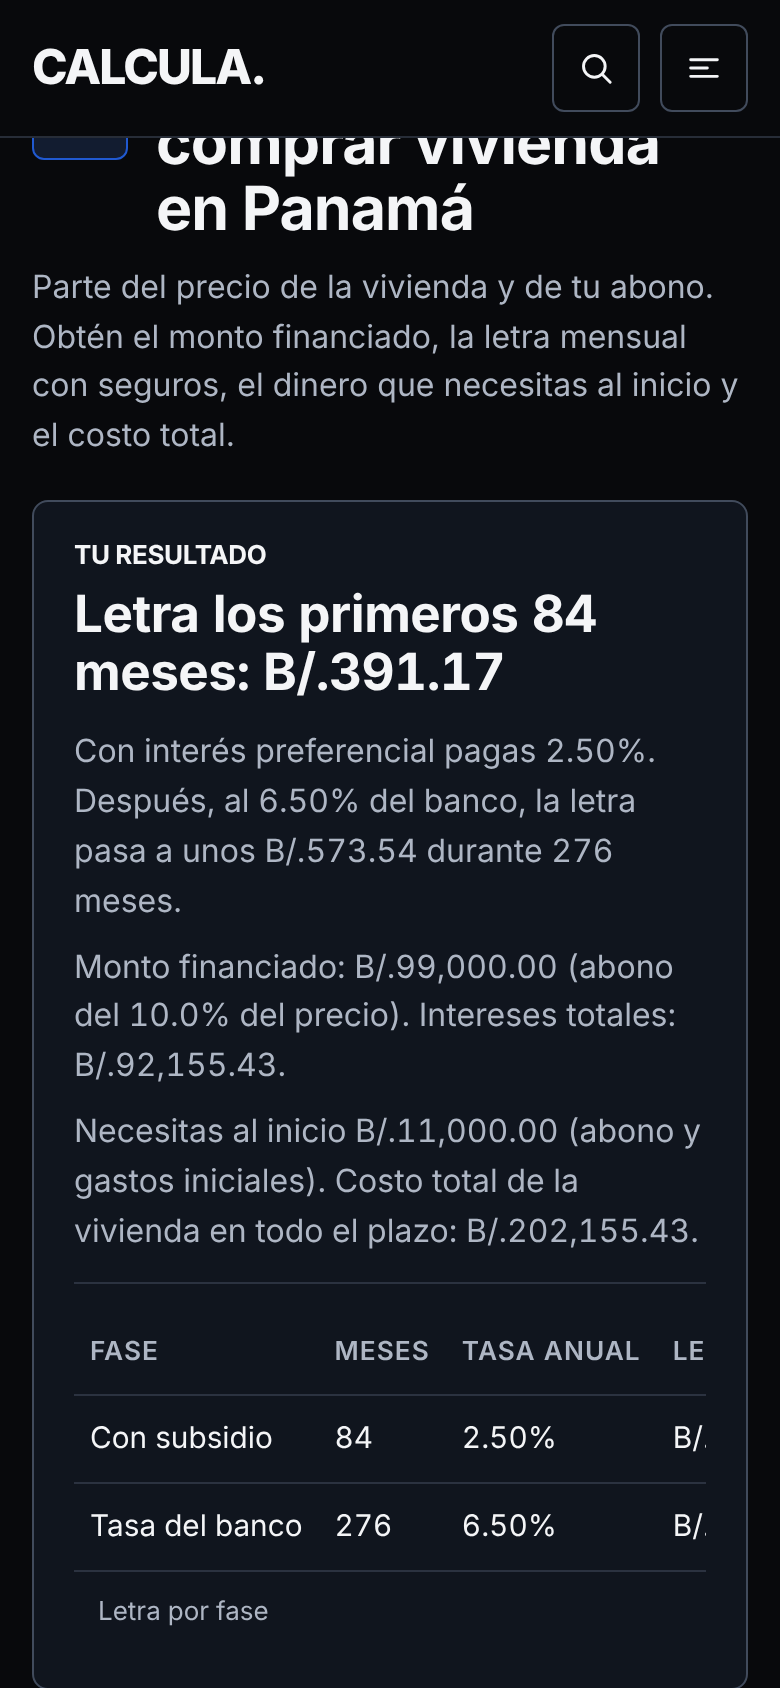 CALCULA.
comprar vivienda
en Panamá
Parte del precio de la vivienda y de tu abono.
Obtén el monto financiado, la letra mensual
con seguros, el dinero que necesitas al inicio y
el costo total.
TU RESULTADO
Letra los primeros 84
meses: B/.391.17
Con interés preferencial pagas 2.50%.
Después, al 6.50% del banco, la letra
pasa a unos B/.573.54 durante 276
meses.
Monto financiado: B/.99,000.00 (abono
del 10.0% del precio). Intereses totales:
B/.92,155.43.
Necesitas al inicio B/.11,000.00 (abono y
gastos iniciales). Costo total de la
vivienda en todo el plazo: B/.202,155.43.
FASE MESES TASA ANUAL LE
Con subsidio 84 2.50% B/.
Tasa del banco 276 6.50% B/.
Letra por fase